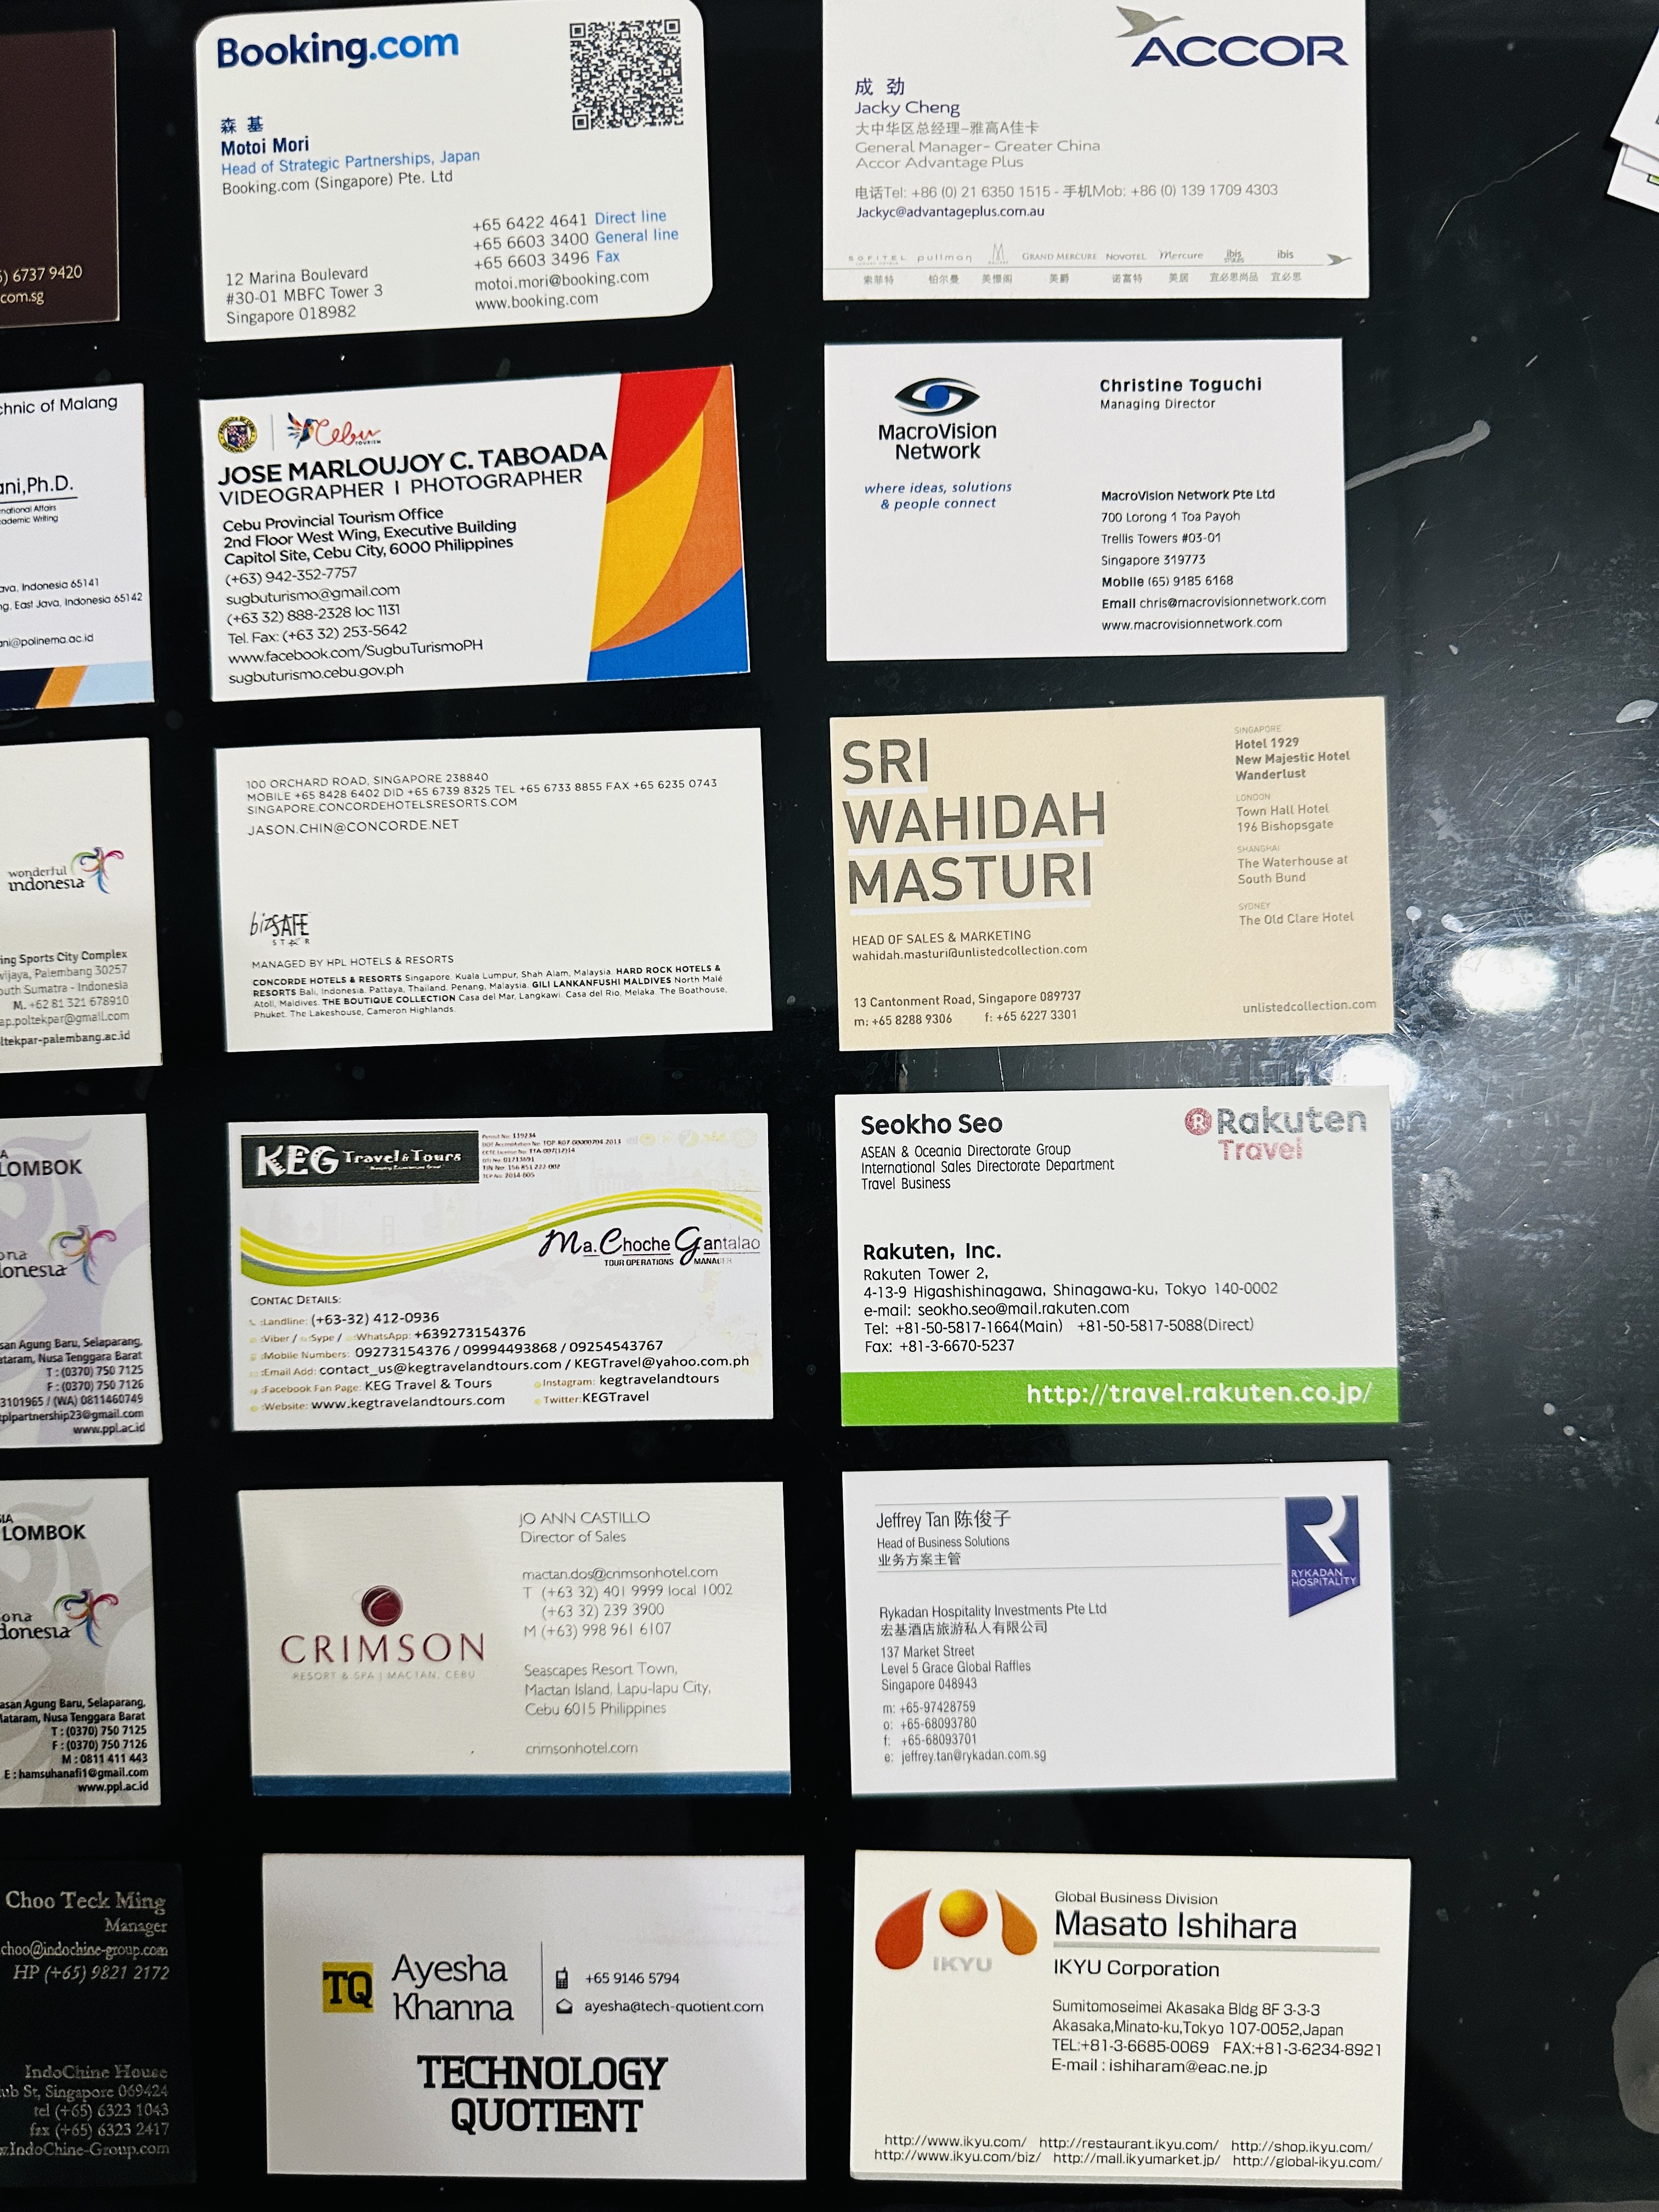 6737 9420
com.sg
Booking.com
森 基
Motoi Mori
Head of Strategic Partnerships, Japan
Booking.com (Singapore) Pte. Ltd
+65 6422 4641 Direct line
+65 6603 3400 General line
+65 6603 3496 Fax
motoi.mori@booking.com
www.booking.com
12 Marina Boulevard
#30-01 MBFC Tower 3
Singapore 018982
ACCOR
成 劲
Jacky Cheng
大中华区总经理-雅高A佳卡
General Manager- Greater China
Accor Advantage Plus
电话Tel: +86 (0) 21 6350 1515 - 手机Mob: +86 (0) 139 1709 4303
Jackyc@advantageplus.com.au
SOFITEL pullman GRAND MERCURE NOVOTEL Mercure ibis STYLES ibis
索菲特 铂尔曼 美憬阁 美爵 诺富特 美居 宜必思尚品 宜必思
chnic of Malang
ani,Ph.D.
national Affairs
ademic Writing
ava, Indonesia 65141
ng, East Java, Indonesia 65142
ani@polinema.ac.id
Cebu
TOURISM
JOSE MARLOUJOY C. TABOADA
VIDEOGRAPHER I PHOTOGRAPHER
Cebu Provincial Tourism Office
2nd Floor West Wing, Executive Building
Capitol Site, Cebu City, 6000 Philippines
(+63) 942-352-7757
sugbuturismo@gmail.com
(+63 32) 888-2328 loc 1131
Tel. Fax: (+63 32) 253-5642
www.facebook.com/SugbuTurismoPH
sugbuturismo.cebu.gov.ph
MacroVision
Network
where ideas, solutions
& people connect
Christine Toguchi
Managing Director
MacroVision Network Pte Ltd
700 Lorong 1 Toa Payoh
Trellis Towers #03-01
Singapore 319773
Mobile (65) 9185 6168
Email chris@macrovisionnetwork.com
www.macrovisionnetwork.com
wonderful
indonesia
ing Sports City Complex
wijaya, Palembang 30257
outh Sumatra - Indonesia
M. +62 81 321 678910
ap.poltekpar@gmail.com
ltekpar-palembang.ac.id
100 ORCHARD ROAD, SINGAPORE 238840
MOBILE +65 8428 6402 DID +65 6739 8325 TEL +65 6733 8855 FAX +65 6235 0743
SINGAPORE.CONCORDEHOTELSRESORTS.COM
JASON.CHIN@CONCORDE.NET
bizSAFE
STAR
MANAGED BY HPL HOTELS & RESORTS
CONCORDE HOTELS & RESORTS Singapore. Kuala Lumpur, Shah Alam, Malaysia. HARD ROCK HOTELS &
RESORTS Bali, Indonesia. Pattaya, Thailand. Penang, Malaysia. GILI LANKANFUSHI MALDIVES North Malé
Atoll, Maldives. THE BOUTIQUE COLLECTION Casa del Mar, Langkawi. Casa del Rio, Melaka. The Boathouse,
Phuket. The Lakeshouse, Cameron Highlands.
SRI
WAHIDAH
MASTURI
HEAD OF SALES & MARKETING
wahidah.masturi@unlistedcollection.com
13 Cantonment Road, Singapore 089737
m: +65 8288 9306 f: +65 6227 3301
SINGAPORE
Hotel 1929
New Majestic Hotel
Wanderlust
LONDON
Town Hall Hotel
196 Bishopsgate
SHANGHAI
The Waterhouse at
South Bund
SYDNEY
The Old Clare Hotel
unlistedcollection.com
LOMBOK
ona
donesia
san Agung Baru, Selaparang,
ataram, Nusa Tenggara Barat
T : (0370) 750 7125
F : (0370) 750 7126
3101965 / (WA) 0811460749
plpartnership23@gmail.com
www.ppl.ac.id
KEG Travel & Tours
Permit No: 119234
Ma. Choche Gantalao
TOUR OPERATIONS MANAGER
CONTAC DETAILS:
:Landline: (+63-32) 412-0936
:Viber / :Sype / :WhatsApp: +639273154376
:Mobile Numbers: 09273154376 / 09994493868 / 09254543767
:Email Add: contact_us@kegtravelandtours.com / KEGTravel@yahoo.com.ph
:Facebook Fan Page: KEG Travel & Tours :Instagram: kegtravelandtours
:Website: www.kegtravelandtours.com Twitter:KEGTravel
Seokho Seo
ASEAN & Oceania Directorate Group
International Sales Directorate Department
Travel Business
Rakuten
Travel
Rakuten, Inc.
Rakuten Tower 2,
4-13-9 Higashishinagawa, Shinagawa-ku, Tokyo 140-0002
e-mail: seokho.seo@mail.rakuten.com
Tel: +81-50-5817-1664(Main) +81-50-5817-5088(Direct)
Fax: +81-3-6670-5237
http://travel.rakuten.co.jp/
LOMBOK
ona
donesia
asan Agung Baru, Selaparang,
Mataram, Nusa Tenggara Barat
T : (0370) 750 7125
F : (0370) 750 7126
M : 0811 411 443
E : hamsuhanafi1@gmail.com
www.ppl.ac.id
CRIMSON
RESORT & SPA | MACTAN, CEBU
JO ANN CASTILLO
Director of Sales
mactan.dos@crimsonhotel.com
T (+63 32) 401 9999 local 1002
(+63 32) 239 3900
M (+63) 998 961 6107
Seascapes Resort Town,
Mactan Island, Lapu-lapu City,
Cebu 6015 Philippines
crimsonhotel.com
Jeffrey Tan 陈俊子
Head of Business Solutions
业务方案主管
RYKADAN
HOSPITALITY
Rykadan Hospitality Investments Pte Ltd
宏基酒店旅游私人有限公司
137 Market Street
Level 5 Grace Global Raffles
Singapore 048943
m: +65-97428759
o: +65-68093780
f: +65-68093701
e: jeffrey.tan@rykadan.com.sg
Choo Teck Ming
Manager
choo@indochine-group.com
HP (+65) 9821 2172
IndoChine House
ub St, Singapore 069424
tel (+65) 6323 1043
fax (+65) 6323 2417
.IndoChine-Group.com
TQ
Ayesha
Khanna
+65 9146 5794
ayesha@tech-quotient.com
TECHNOLOGY
QUOTIENT
IKYU
Global Business Division
Masato Ishihara
IKYU Corporation
Sumitomoseimei Akasaka Bldg 8F 3-3-3
Akasaka,Minato-ku,Tokyo 107-0052,Japan
TEL:+81-3-6685-0069 FAX:+81-3-6234-8921
E-mail : ishiharam@eac.ne.jp
http://www.ikyu.com/ http://restaurant.ikyu.com/ http://shop.ikyu.com/
http://www.ikyu.com/biz/ http://mall.ikyumarket.jp/ http://global-ikyu.com/